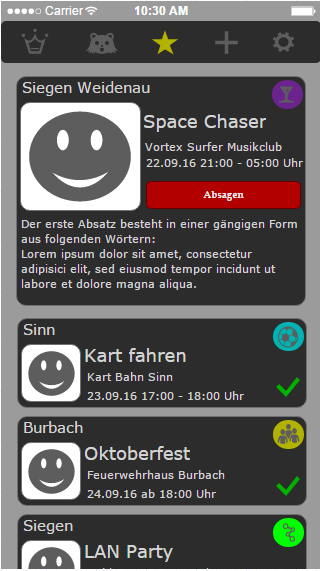 Carrier 10:30 AM
Siegen Weidenau
Space Chaser
Vortex Surfer Musikclub
22.09.16 21:00 - 05:00 Uhr
Absagen
Der erste Absatz besteht in einer gängigen Form
aus folgenden Wörtern:
Lorem ipsum dolor sit amet, consectetur
adipisici elit, sed eiusmod tempor incidunt ut
labore et dolore magna aliqua.
Sinn
Kart fahren
Kart Bahn Sinn
23.09.16 17:00 - 18:00 Uhr
Burbach
Oktoberfest
Feuerwehrhaus Burbach
24.09.16 ab 18:00 Uhr
Siegen
LAN Party